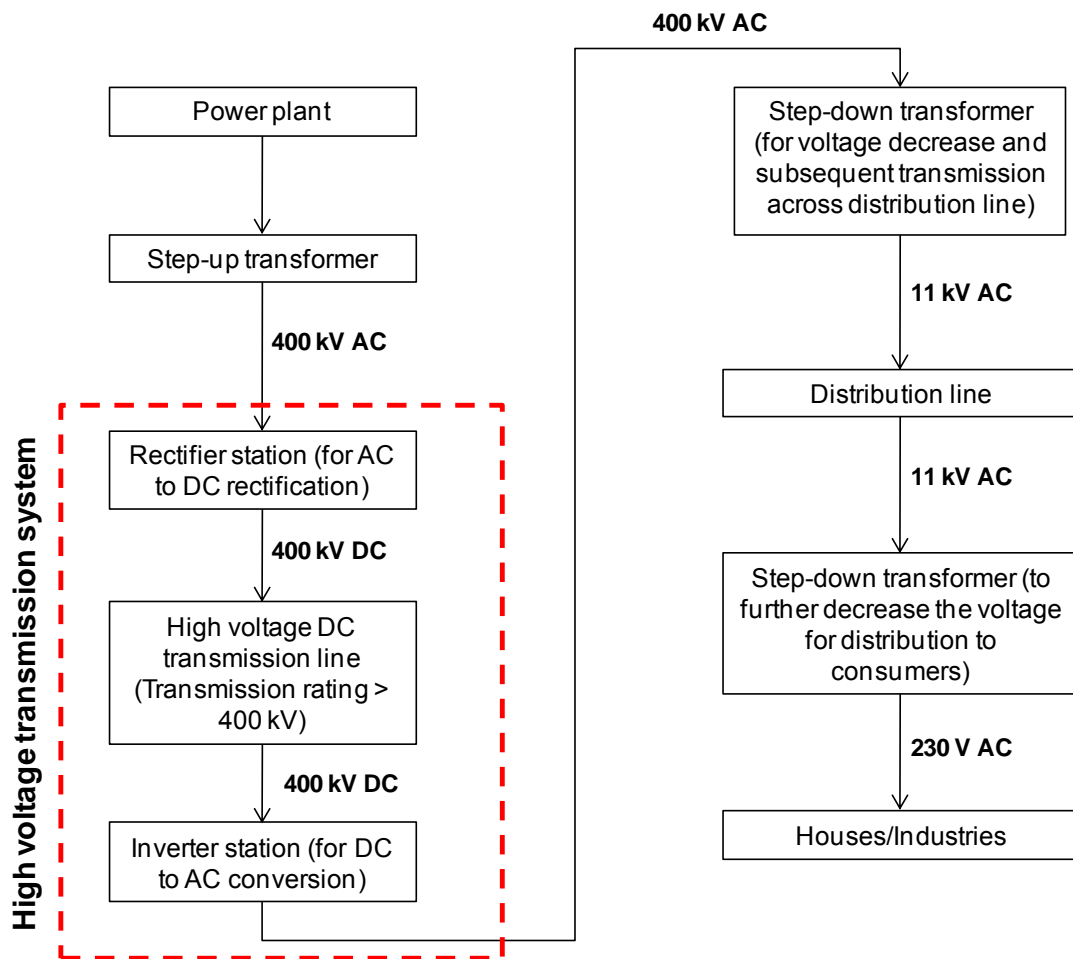 Power plant
Step-up transformer
400 kV AC
High voltage transmission system
Rectifier station (for AC
to DC rectification)
400 kV DC
High voltage DC
transmission line
(Transmission rating >
400 kV)
400 kV DC
Inverter station (for DC
to AC conversion)
400 kV AC
Step-down transformer
(for voltage decrease and
subsequent transmission
across distribution line)
11 kV AC
Distribution line
11 kV AC
Step-down transformer (to
further decrease the voltage
for distribution to
consumers)
230 V AC
Houses/Industries